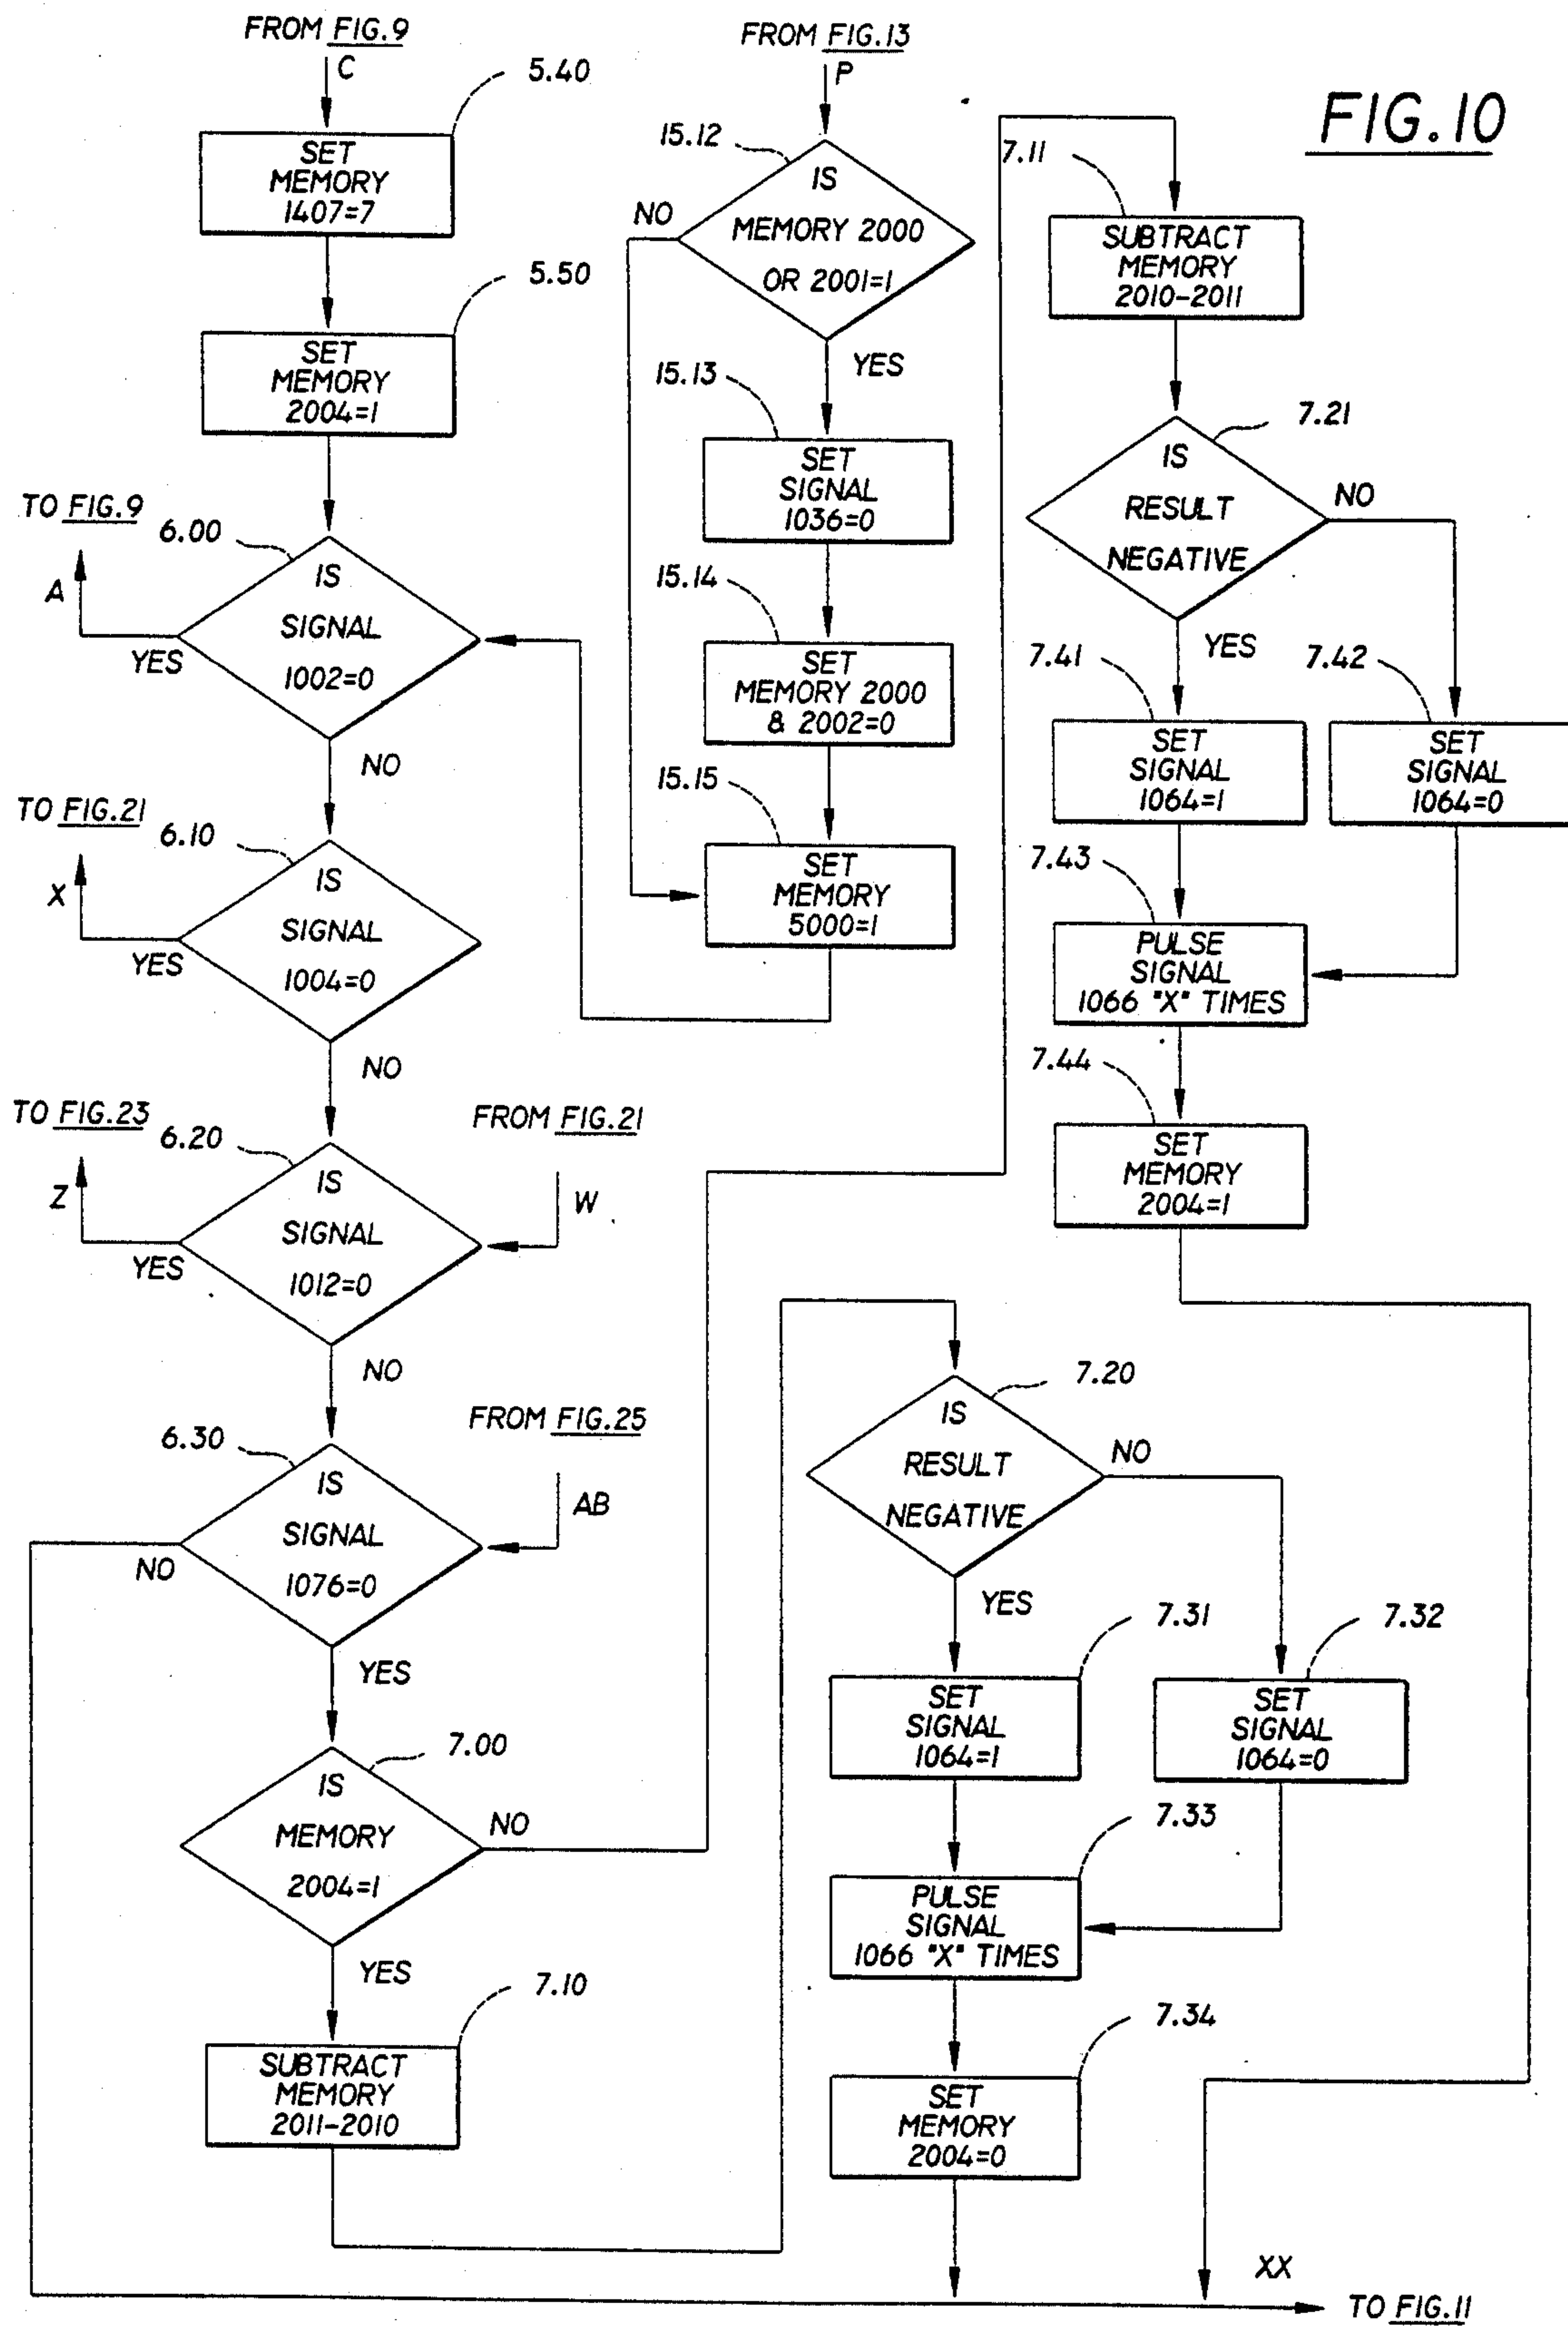 FIG.10
FROM FIG.9
C
5.40
SET
MEMORY
1407=7
5.50
SET
MEMORY
2004=1
TO FIG.9
A
6.00
IS
SIGNAL
1002=0
YES
NO
TO FIG.21
X
6.10
IS
SIGNAL
1004=0
YES
NO
TO FIG.23
Z
6.20
IS
SIGNAL
1012=0
YES
NO
FROM FIG.21
W
6.30
IS
SIGNAL
1076=0
NO
YES
FROM FIG.25
AB
7.00
IS
MEMORY
2004=1
NO
YES
7.10
SUBTRACT
MEMORY
2011-2010
FROM FIG.13
P
15.12
IS
MEMORY 2000
OR 2001=1
NO
YES
15.13
SET
SIGNAL
1036=0
15.14
SET
MEMORY 2000
& 2002=0
15.15
SET
MEMORY
5000=1
7.11
SUBTRACT
MEMORY
2010-2011
7.21
IS
RESULT
NEGATIVE
NO
YES
7.41
SET
SIGNAL
1064=1
7.42
SET
SIGNAL
1064=0
7.43
PULSE
SIGNAL
1066 "X" TIMES
7.44
SET
MEMORY
2004=1
7.20
IS
RESULT
NEGATIVE
NO
YES
7.31
SET
SIGNAL
1064=1
7.32
SET
SIGNAL
1064=0
7.33
PULSE
SIGNAL
1066 "X" TIMES
7.34
SET
MEMORY
2004=0
XX
TO FIG.11